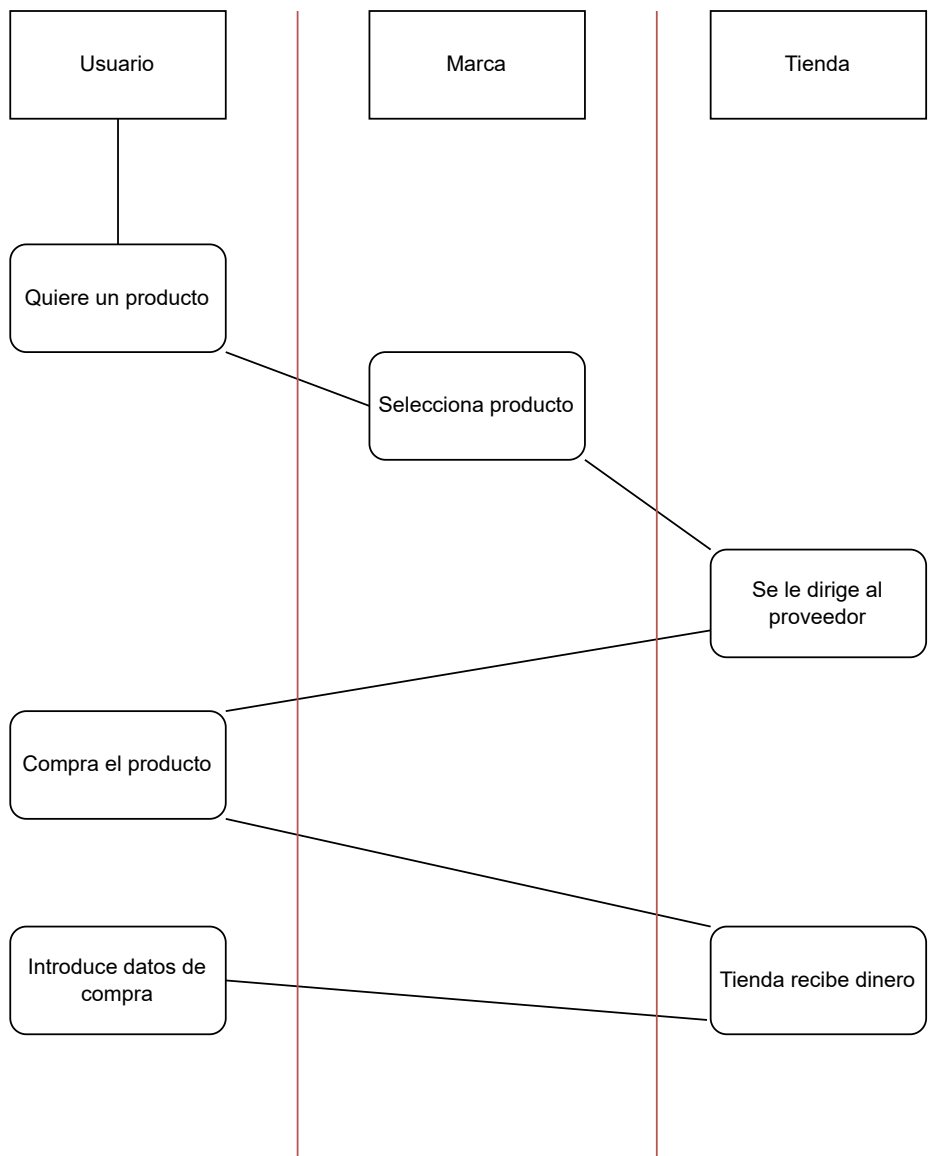 Usuario
Marca
Tienda
Quiere un producto
Selecciona producto
Se le dirige al
proveedor
Compra el producto
Introduce datos de
compra
Tienda recibe dinero